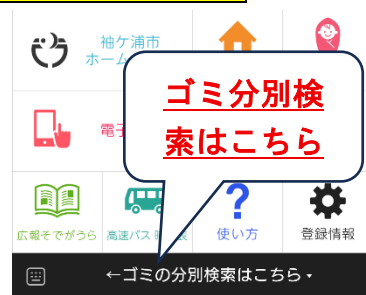 袖ケ浦市
ホーム
ゴミ分別検
索はこちら
電子
広報そでがうら
高速バス 時 表
使い方
登録情報
←ゴミの分別検索はこちら▾